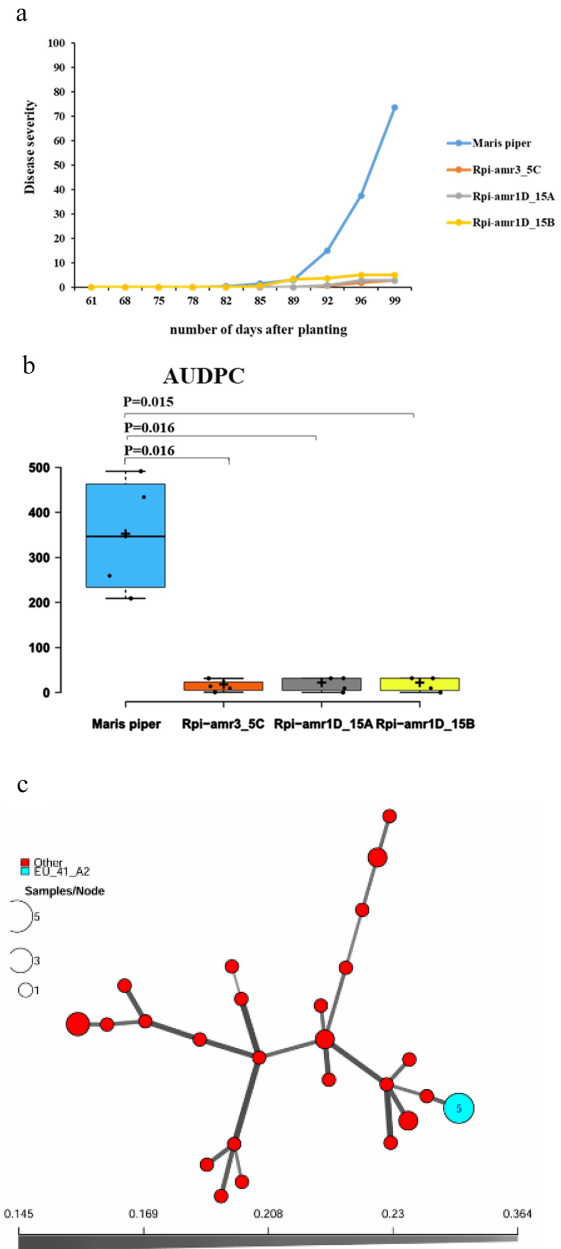 a
100
90
80
70
60
50
40
30
20
10
0
Disease severity
61 68 75 78 82 85 89 92 96 99
number of days after planting
Maris piper
Rpi-amr3_5C
Rpi-amr1D_15A
Rpi-amr1D_15B
b
AUDPC
P=0.015
P=0.016
P=0.016
500
400
300
200
100
0
Maris piper Rpi-amr3_5C Rpi-amr1D_15A Rpi-amr1D_15B
c
Other
EU_41_A2
Samples/Node
5
3
1
5
0.145 0.169 0.208 0.23 0.364